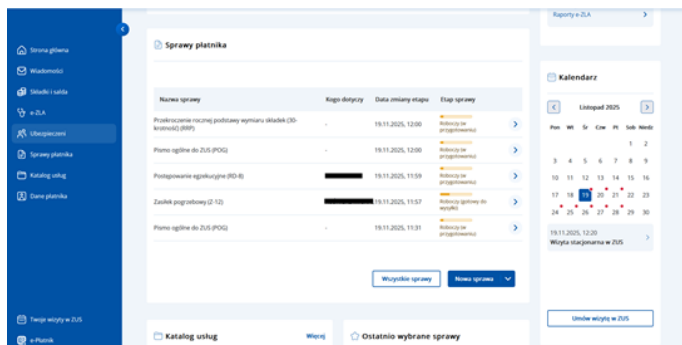 Raporty e-ZLA
Strona główna
Wiadomości
Składki i salda
e-ZLA
Ubezpieczeni
Sprawy płatnika
Katalog usług
Dane płatnika
Twoje wizyty w ZUS
e-Płatnik
Sprawy płatnika
Nazwa sprawy Kogo dotyczy Data zmiany etapu Etap sprawy
Przekroczenie rocznej podstawy wymiaru składek (30-
krotność) (RRP) - 19.11.2025, 12:00 Roboczy (w
przygotowaniu)
Pismo ogólne do ZUS (POG) - 19.11.2025, 12:00 Roboczy (w
przygotowaniu)
Postępowanie egzekucyjne (RD-8) 19.11.2025, 11:59 Roboczy (w
przygotowaniu)
Zasiłek pogrzebowy (Z-12) 19.11.2025, 11:57 Roboczy (gotowy do
wysyłki)
Pismo ogólne do ZUS (POG) - 19.11.2025, 11:31 Roboczy (w
przygotowaniu)
Wszystkie sprawy Nowa sprawa
Katalog usług Więcej
Ostatnio wybrane sprawy
Kalendarz
Listopad 2025
Pon Wt Śr Czw Pt Sob Niedz
1 2
3 4 5 6 7 8 9
10 11 12 13 14 15 16
17 18 19 20 21 22 23
24 25 26 27 28 29 30
19.11.2025, 12:20
Wizyta stacjonarna w ZUS
Umów wizytę w ZUS